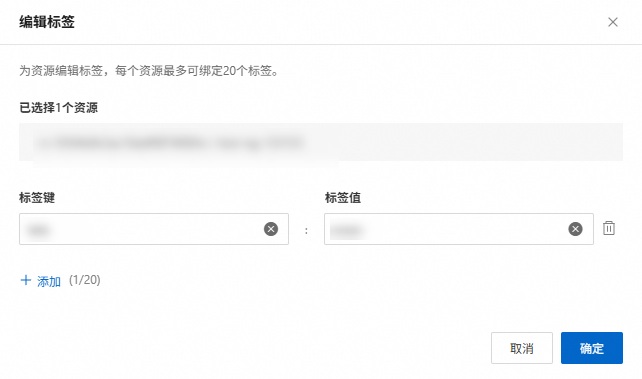 编辑标签
为资源编辑标签，每个资源最多可绑定20个标签。
已选择1个资源
标签键 标签值
:
添加 (1/20)
取消 确定